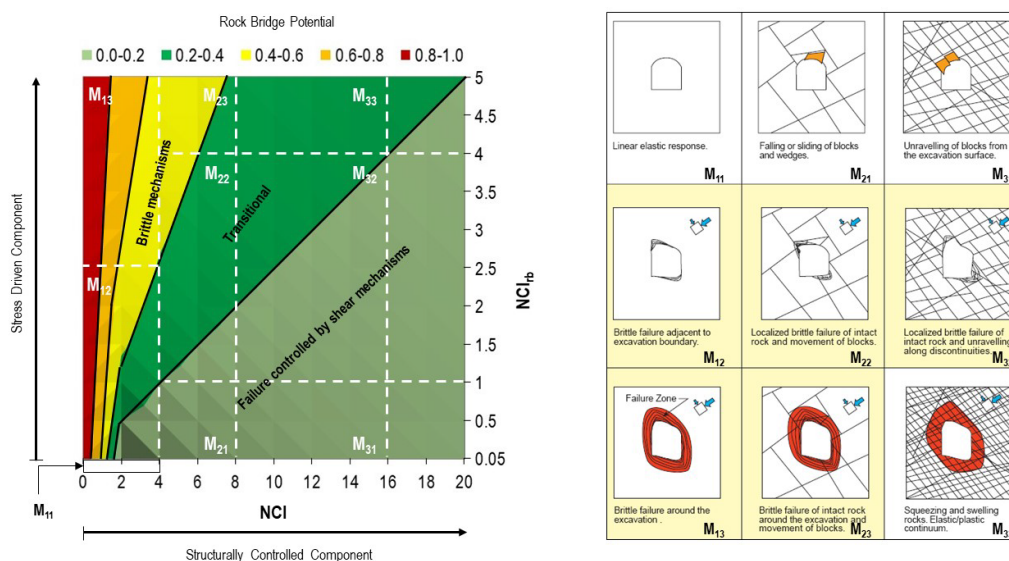 Rock Bridge Potential
0.0-0.2 0.2-0.4 0.4-0.6 0.6-0.8 0.8-1.0
Stress Driven Component
M13
M23
M33
M12
M22
M32
M21
M31
M11
Brittle mechanisms
Transitional
Failure controlled by shear mechanisms
5
4.5
4
3.5
3
2.5
2
1.5
1
0.5
0.05
NCIrb
0 2 4 6 8 10 12 14 16 18 20
NCI
Structurally Controlled Component
Linear elastic response.
M11
Falling or sliding of blocks
and wedges.
M21
Unravelling of blocks from
the excavation surface.
M3
Brittle failure adjacent to
excavation boundary.
M12
Localized brittle failure of intact
rock and movement of blocks.
M22
Localized brittle failure of
intact rock and unravelling
along discontinuities.
M3
Failure Zone
Brittle failure around the
excavation .
M13
Brittle failure of intact rock
around the excavation and
movement of blocks.
M23
Squeezing and swelling
rocks. Elastic/plastic
continuum.
M3